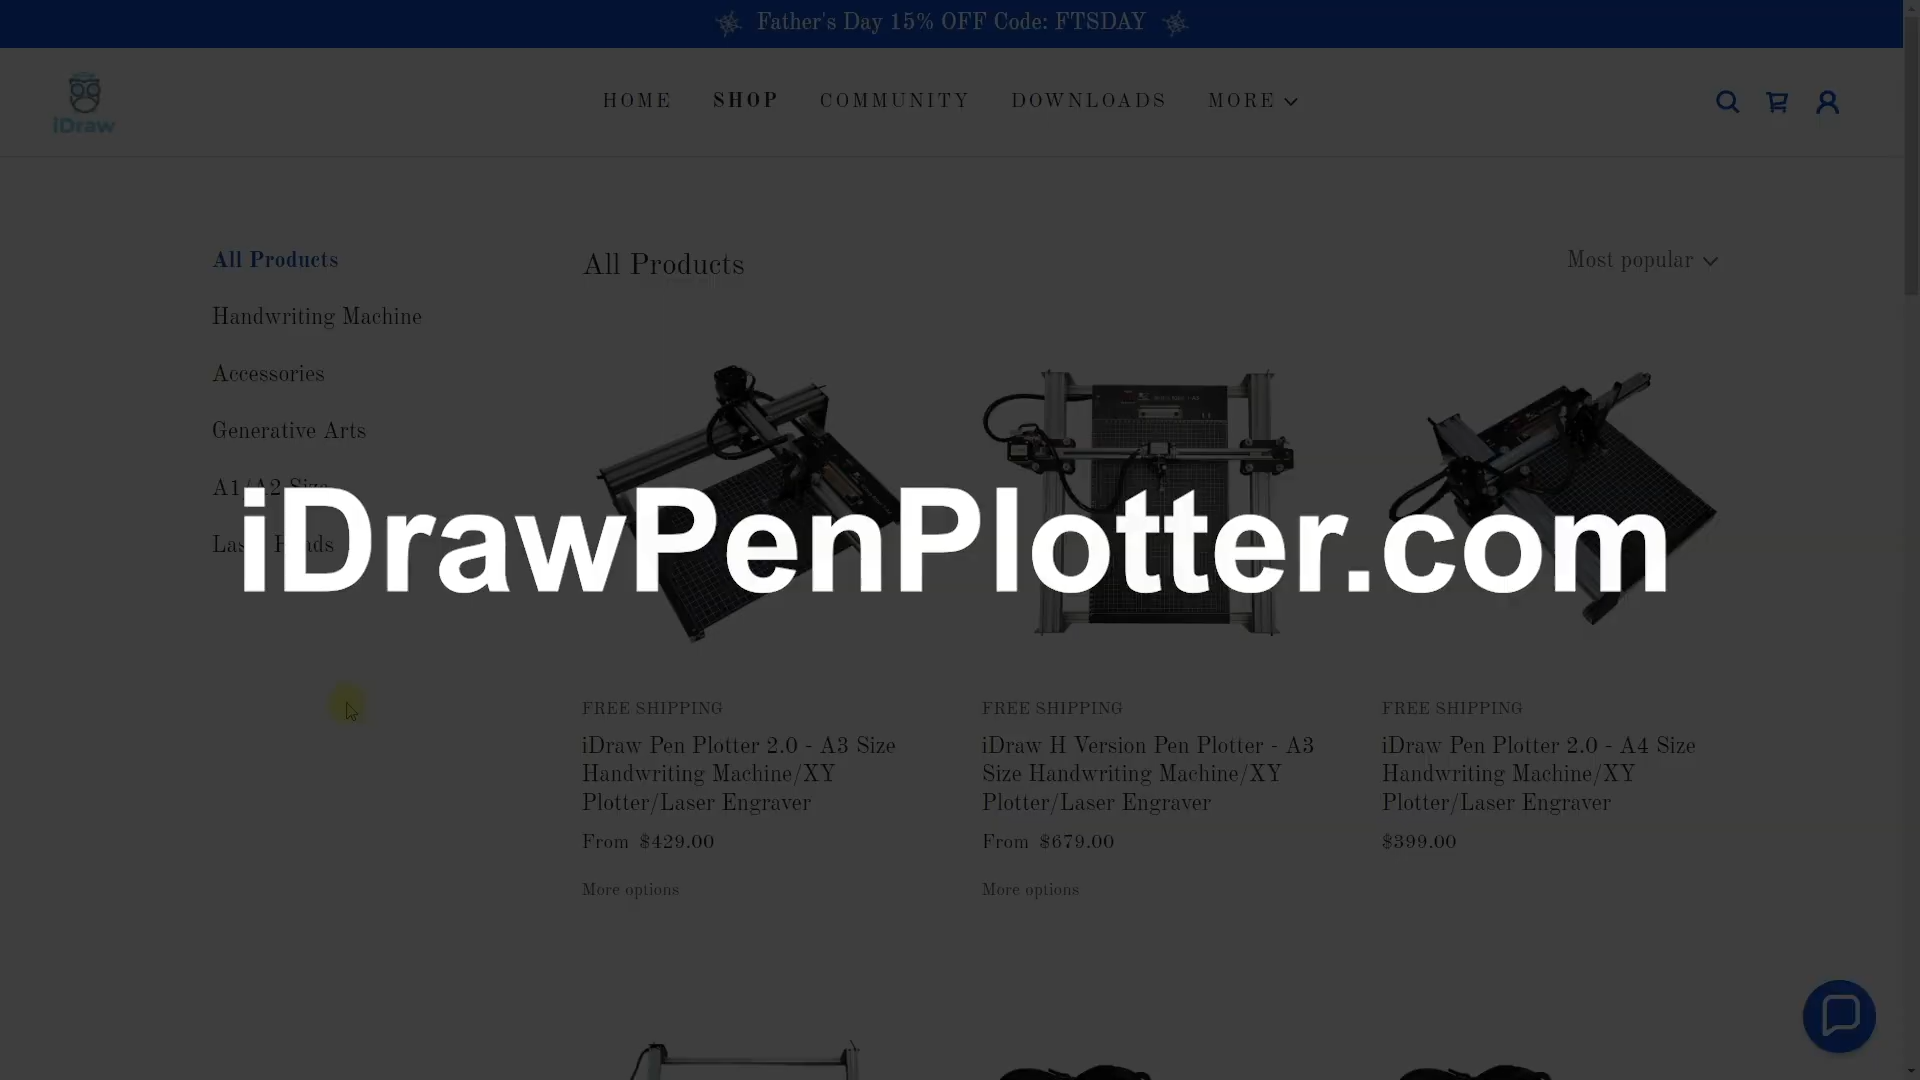 Father's Day 15% OFF Code: FTSDAY
iDraw
HOME SHOP COMMUNITY DOWNLOADS MORE
All Products
Handwriting Machine
Accessories
Generative Arts
A1/A2 Size
All Products
Most popular
iDrawPenPlotter.com
FREE SHIPPING
iDraw Pen Plotter 2.0 - A3 Size
Handwriting Machine/XY
Plotter/Laser Engraver
From $429.00
More options
FREE SHIPPING
iDraw H Version Pen Plotter - A3
Size Handwriting Machine/XY
Plotter/Laser Engraver
From $679.00
More options
FREE SHIPPING
iDraw Pen Plotter 2.0 - A4 Size
Handwriting Machine/XY
Plotter/Laser Engraver
$399.00